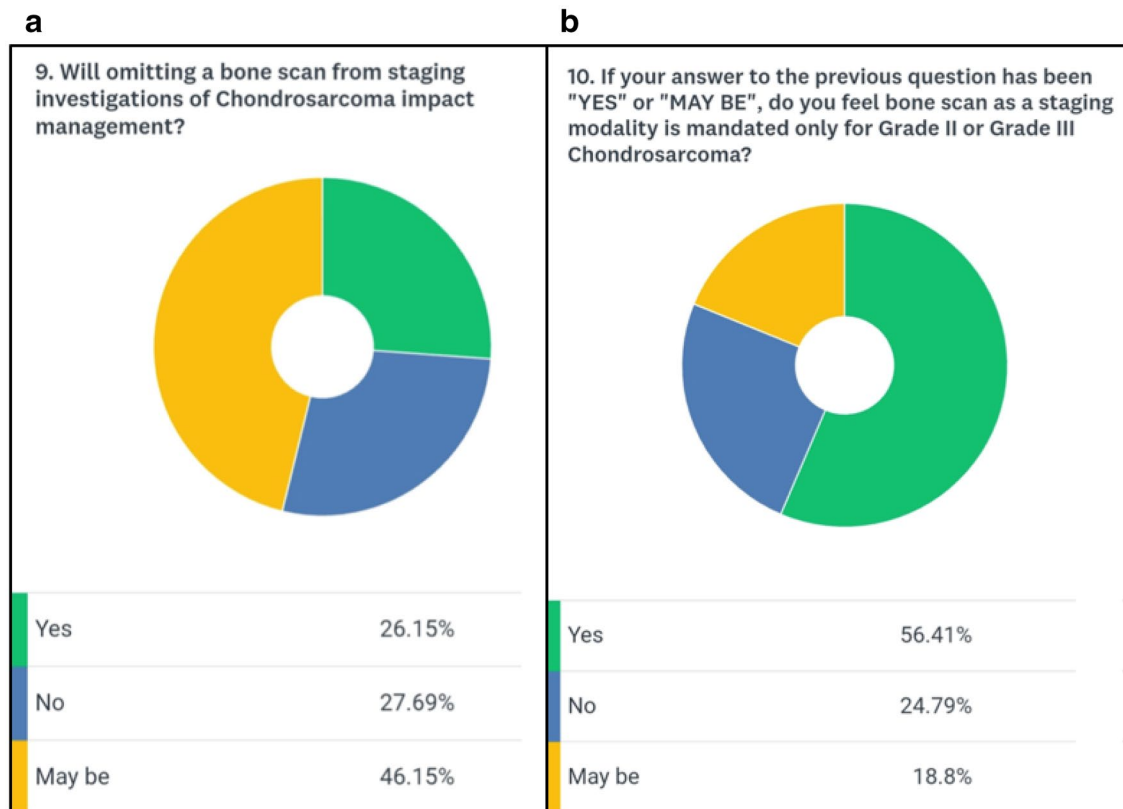 a
9. Will omitting a bone scan from staging
investigations of Chondrosarcoma impact
management?
Yes 26.15%
No 27.69%
May be 46.15%
b
10. If your answer to the previous question has been
"YES" or "MAY BE", do you feel bone scan as a staging
modality is mandated only for Grade II or Grade III
Chondrosarcoma?
Yes 56.41%
No 24.79%
May be 18.8%